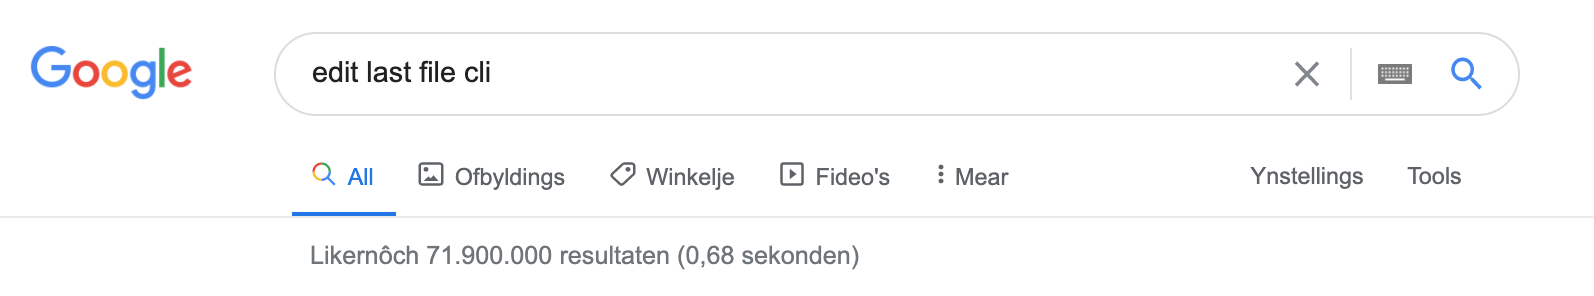 Google edit last file cli
All Ofbyldings Winkelje Fideo's Mear Ynstellings Tools
Likernôch 71.900.000 resultaten (0,68 sekonden)